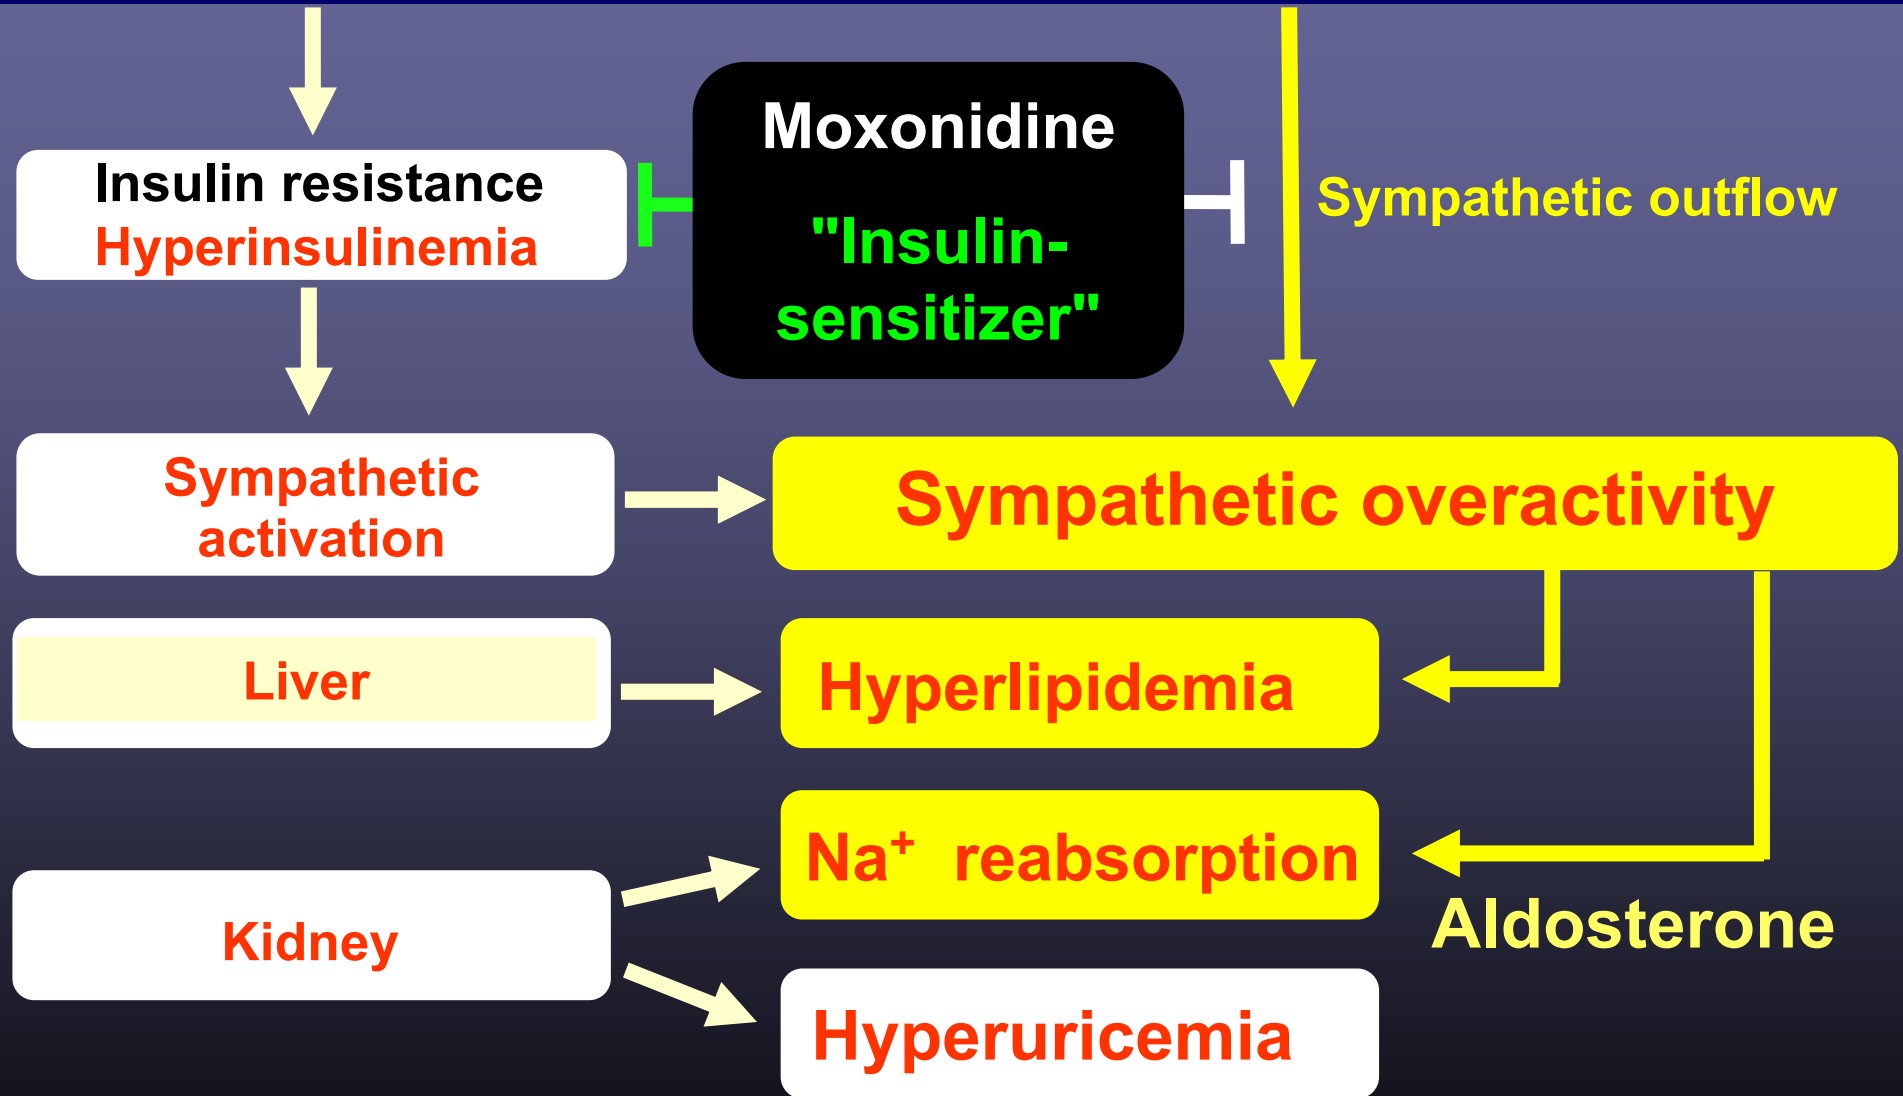 Moxonidine
"Insulin-
sensitizer"
Insulin resistance
Hyperinsulinemia
Sympathetic outflow
Sympathetic
activation
Sympathetic overactivity
Liver
Hyperlipidemia
Na⁺ reabsorption
Aldosterone
Kidney
Hyperuricemia